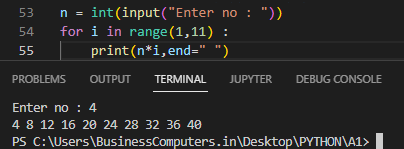 53 n = int(input("Enter no : "))
54 for i in range(1,11) :
55     print(n*i,end=" ")
PROBLEMS OUTPUT TERMINAL JUPYTER DEBUG CONSOLE
Enter no : 4
4 8 12 16 20 24 28 32 36 40
PS C:\Users\BusinessComputers.in\Desktop\PYTHON\A1>